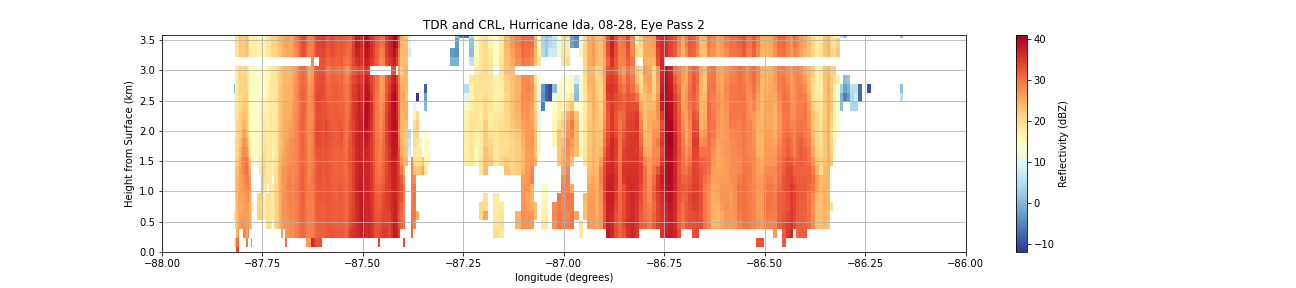 TDR and CRL, Hurricane Ida, 08-28, Eye Pass 2
Height from Surface (km)
3.5
3.0
2.5
2.0
1.5
1.0
0.5
0.0
−88.00 −87.75 −87.50 −87.25 −87.00 −86.75 −86.50 −86.25 −86.00
longitude (degrees)
40
30
20
10
0
−10
Reflectivity (dBZ)